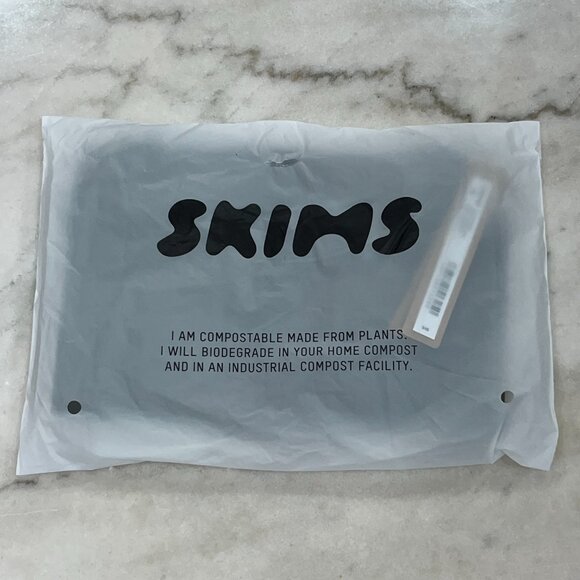 SKIMS
I AM COMPOSTABLE MADE FROM PLANTS.
I WILL BIODEGRADE IN YOUR HOME COMPOST
AND IN AN INDUSTRIAL COMPOST FACILITY.